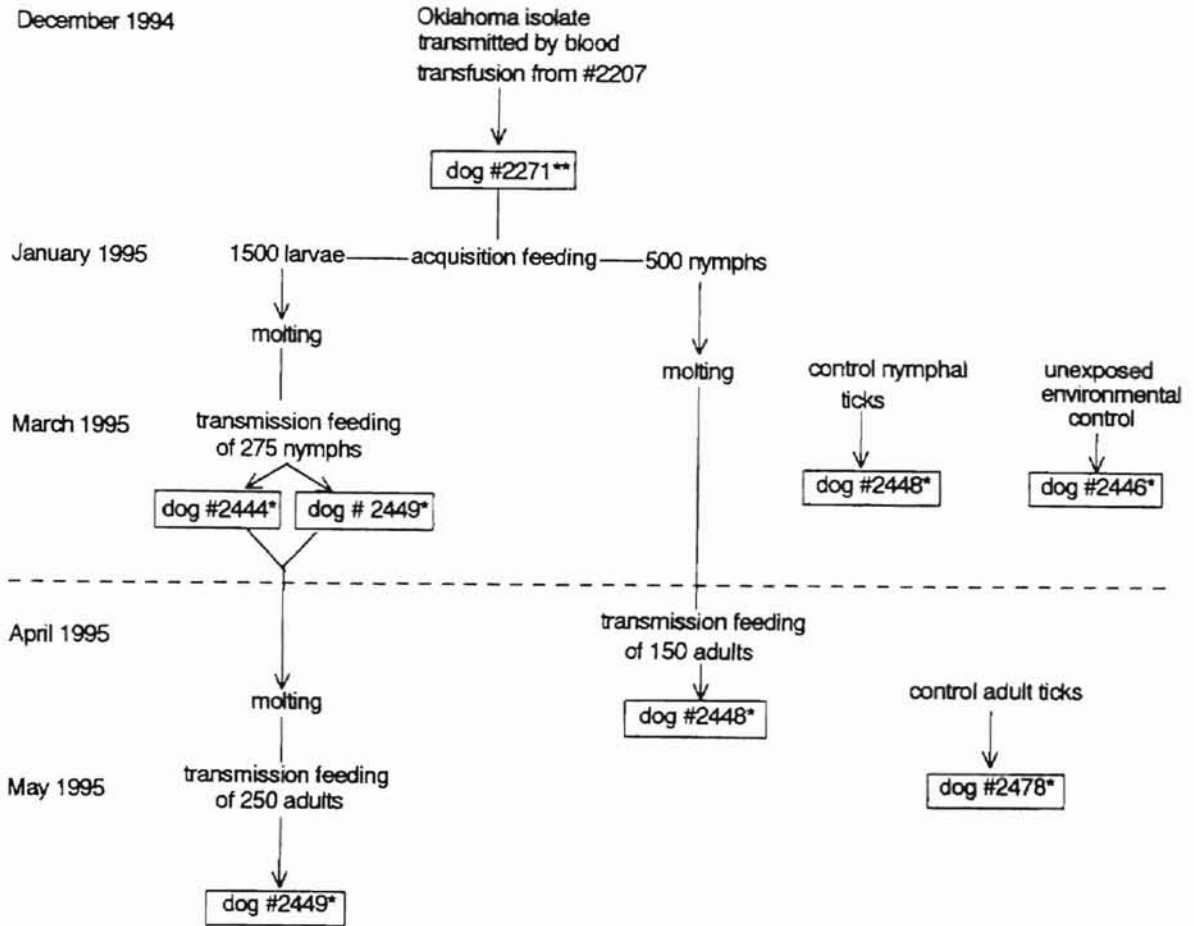 December 1994
Oklahoma isolate
transmitted by blood
transfusion from #2207
dog #2271**
January 1995
1500 larvae
acquisition feeding
500 nymphs
molting
molting
control nymphal
ticks
unexposed
environmental
control
March 1995
transmission feeding
of 275 nymphs
dog #2444*
dog # 2449*
dog #2448*
dog #2446*
April 1995
transmission feeding
of 150 adults
molting
dog #2448*
control adult ticks
May 1995
transmission feeding
of 250 adults
dog #2478*
dog #2449*